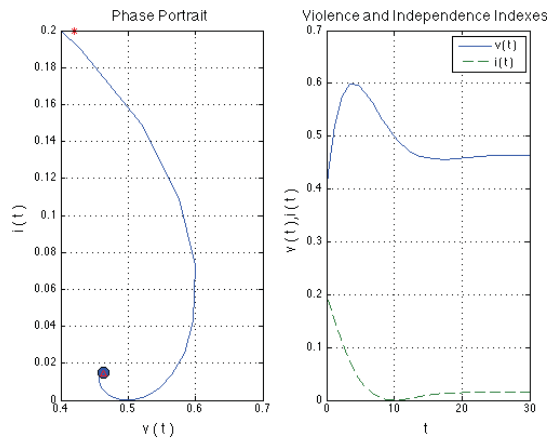 Phase Portrait
0.2
0.18
0.16
0.14
0.12
0.1
0.08
0.06
0.04
0.02
0
i(t)
0.4 0.5 0.6 0.7
v(t)
Violence and Independence Indexes
0.7
0.6
0.5
0.4
0.3
0.2
0.1
0
v(t),i(t)
v(t)
i(t)
0 10 20 30
t